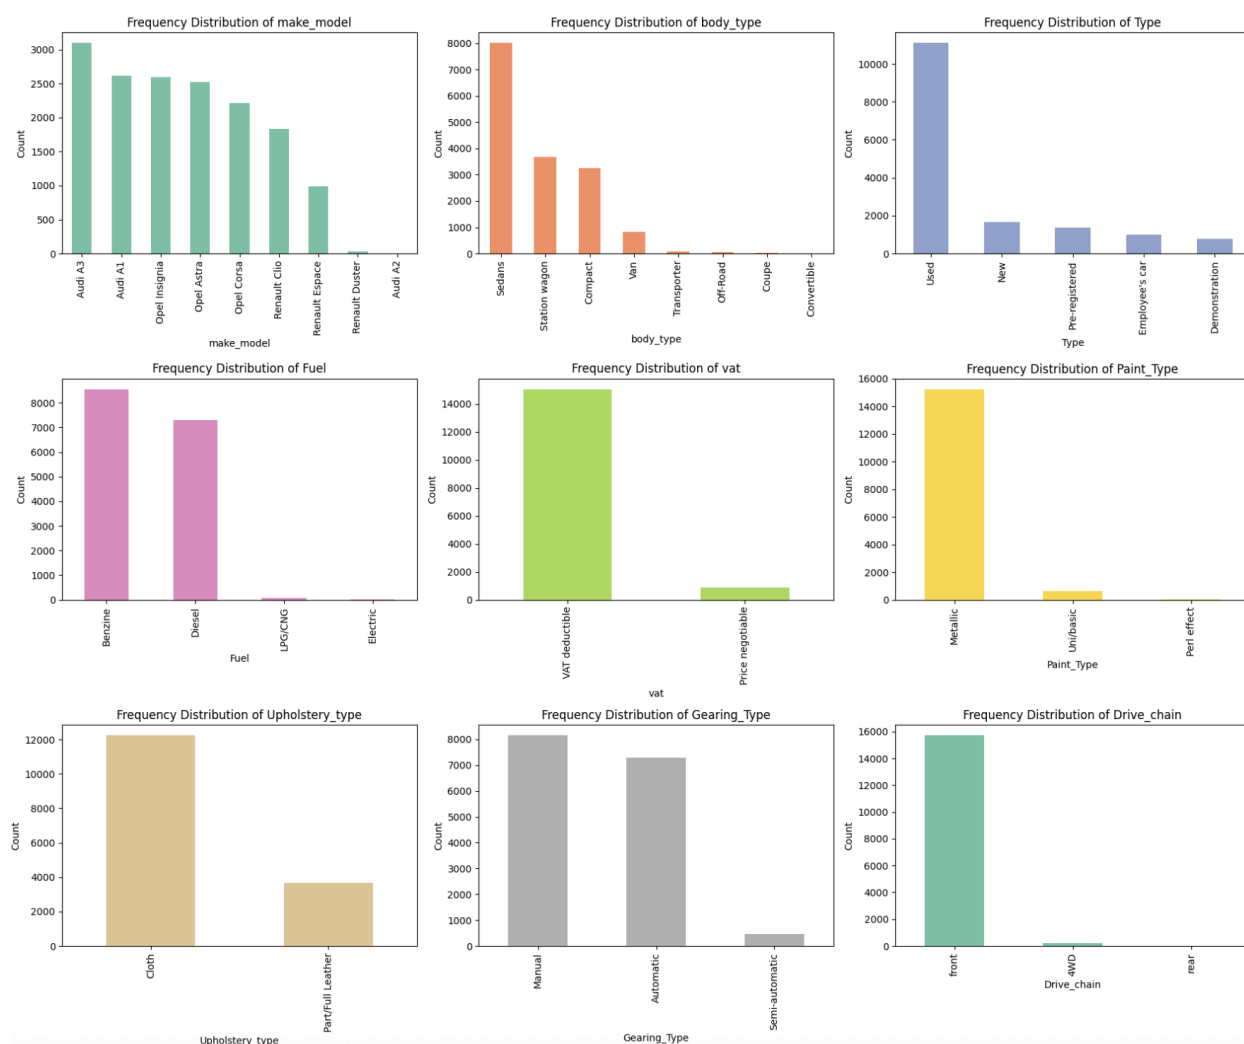 Frequency Distribution of make_model
Count
3000
2500
2000
1500
1000
500
0
Audi A3
Audi A1
Opel Insignia
Opel Astra
Opel Corsa
Renault Clio
Renault Espace
Renault Duster
Audi A2
make_model
Frequency Distribution of body_type
Count
8000
7000
6000
5000
4000
3000
2000
1000
0
Sedans
Station wagon
Compact
Van
Transporter
Off-Road
Coupe
Convertible
body_type
Frequency Distribution of Type
Count
10000
8000
6000
4000
2000
0
Used
New
Pre-registered
Employee's car
Demonstration
Type
Frequency Distribution of Fuel
Count
8000
7000
6000
5000
4000
3000
2000
1000
0
Benzine
Diesel
LPG/CNG
Electric
Fuel
Frequency Distribution of vat
Count
14000
12000
10000
8000
6000
4000
2000
0
VAT deductible
Price negotiable
vat
Frequency Distribution of Paint_Type
Count
16000
14000
12000
10000
8000
6000
4000
2000
0
Metallic
Uni/basic
Perl effect
Paint_Type
Frequency Distribution of Upholstery_type
Count
12000
10000
8000
6000
4000
2000
0
Cloth
Part/Full Leather
Upholstery_type
Frequency Distribution of Gearing_Type
Count
8000
7000
6000
5000
4000
3000
2000
1000
0
Manual
Automatic
Semi-automatic
Gearing_Type
Frequency Distribution of Drive_chain
Count
16000
14000
12000
10000
8000
6000
4000
2000
0
front
4WD
rear
Drive_chain